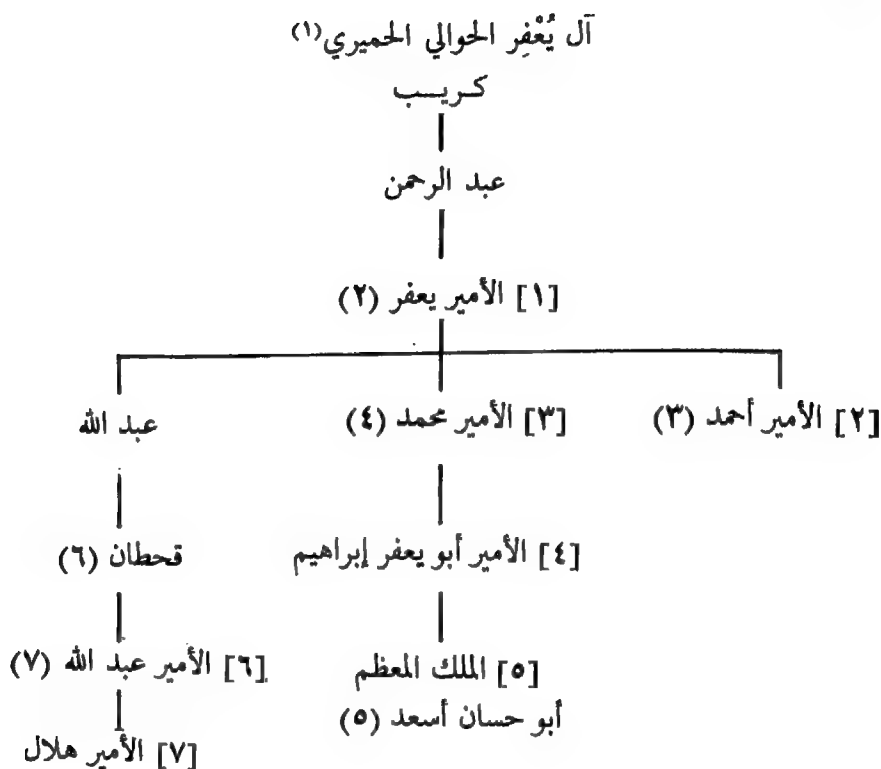 آل يُعْفِر الحوالي الحميري(١)
كريب
عبد الرحمن
[١] الأمير يعفر (٢)
[٢] الأمير أحمد (٣) [٣] الأمير محمد (٤) عبد الله
[٤] الأمير أبو يعفر إبراهيم قحطان (٦)
[٥] الملك المعظم [٦] الأمير عبد الله (٧)
أبو حسان أسعد (٥)
[٧] الأمير هلال